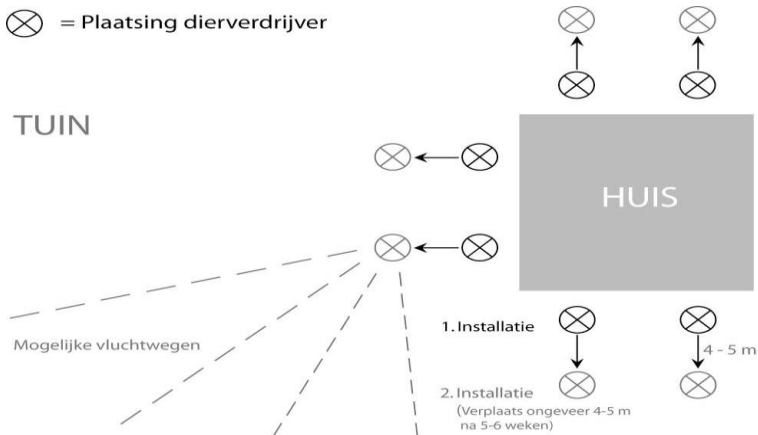 = Plaatsing dierverdrijver
TUIN
HUIS
1. Installatie
Mogelijke vluchtwegen
4 - 5 m
2. Installatie
(Verplaats ongeveer 4-5 m
na 5-6 weken)